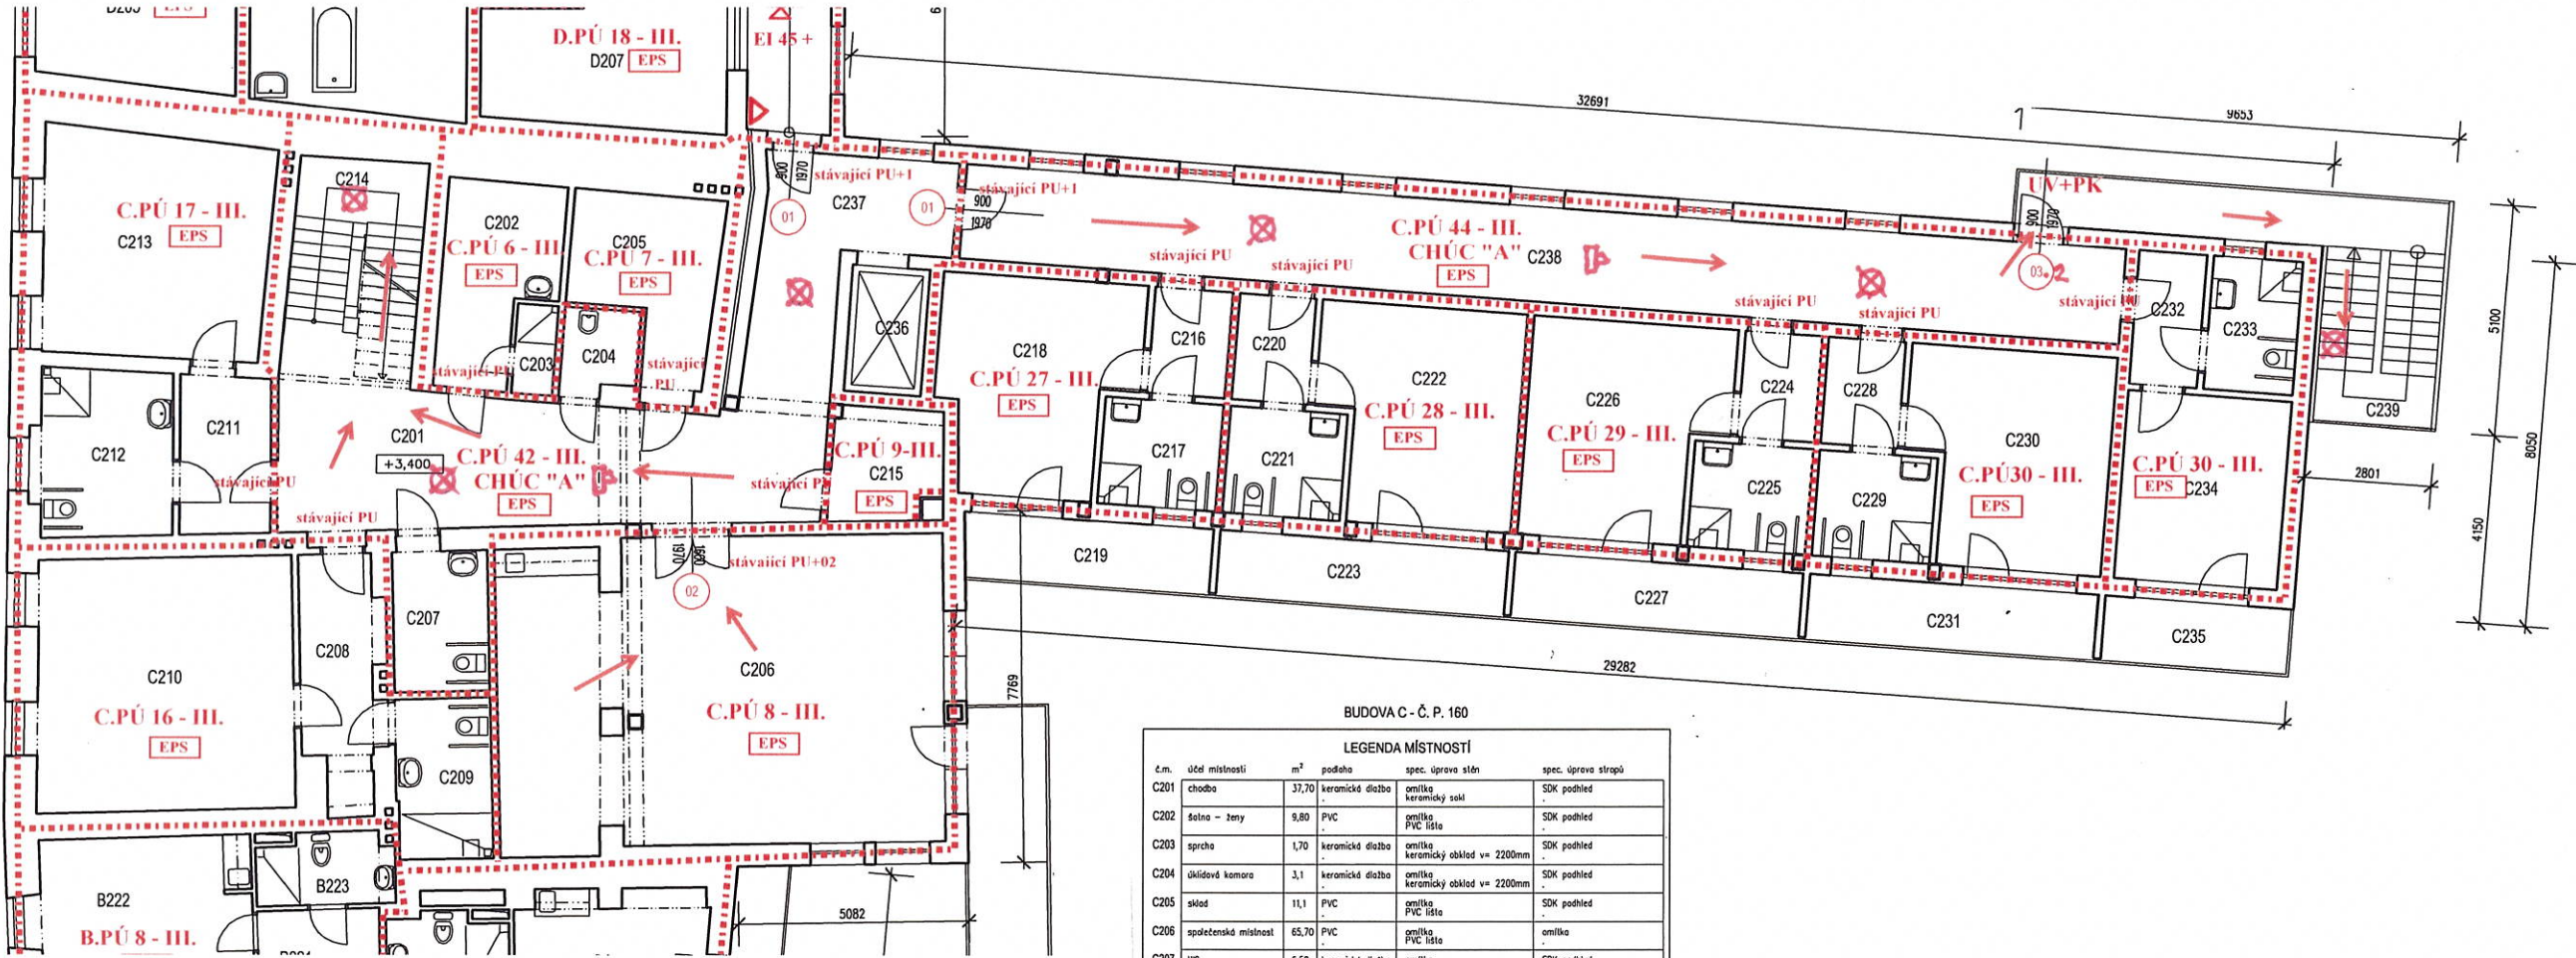 EPS
D.PÚ 18 - III.
D207 EPS
EI 45 +
32691
9653
C214
C.PÚ 17 - III.
C213 EPS
C202
C.PÚ 6 - III
EPS
C205
C.PÚ 7 - III.
EPS
C203
C204
stávající
PU
900
1970
stávající PU+1
C237
01
01
stávající PU+1
900
1970
C236
C.PÚ 44 - III.
CHÚC "A"
EPS
C238
stávající PU
stávající PU
stávající PU
stávající PU
UV+PK
900
1970
03.2
C232
C233
C239
5100
8050
4150
2801
C212
C211
C201
+3,400
C.PÚ 42 - III.
CHÚC "A"
EPS
stávající PU
C.PÚ 9-III.
C215
EPS
C218
C.PÚ 27 - III.
EPS
C216
C217
C220
C221
C222
C.PÚ 28 - III.
EPS
C226
C.PÚ 29 - III.
EPS
C224
C225
C228
C229
C230
C.PÚ30 - III.
EPS
C.PÚ 30 - III.
EPS C234
C219
C223
C227
C231
C235
29282
7769
1970
1600
stávající PU+02
02
C207
C208
C209
C210
C.PÚ 16 - III.
EPS
C206
C.PÚ 8 - III.
EPS
B222
B.PÚ 8 - III.
B223
5082
BUDOVA C - Č. P. 160
LEGENDA MÍSTNOSTÍ
č.m. účel místnosti m² podlaha spec. úprava stěn spec. úprava stropů
C201 chodba 37,70 keramická dlažba omítka keramický sokl SDK podhled
C202 šatna - ženy 9,80 PVC omítka PVC lišta SDK podhled
C203 sprcha 1,70 keramická dlažba omítka keramický obklad v= 2200mm SDK podhled
C204 úklidová komora 3,1 keramická dlažba omítka keramický obklad v= 2200mm SDK podhled
C205 sklad 11,1 PVC omítka PVC lišta SDK podhled
C206 společenská místnost 65,70 PVC omítka PVC lišta omítka